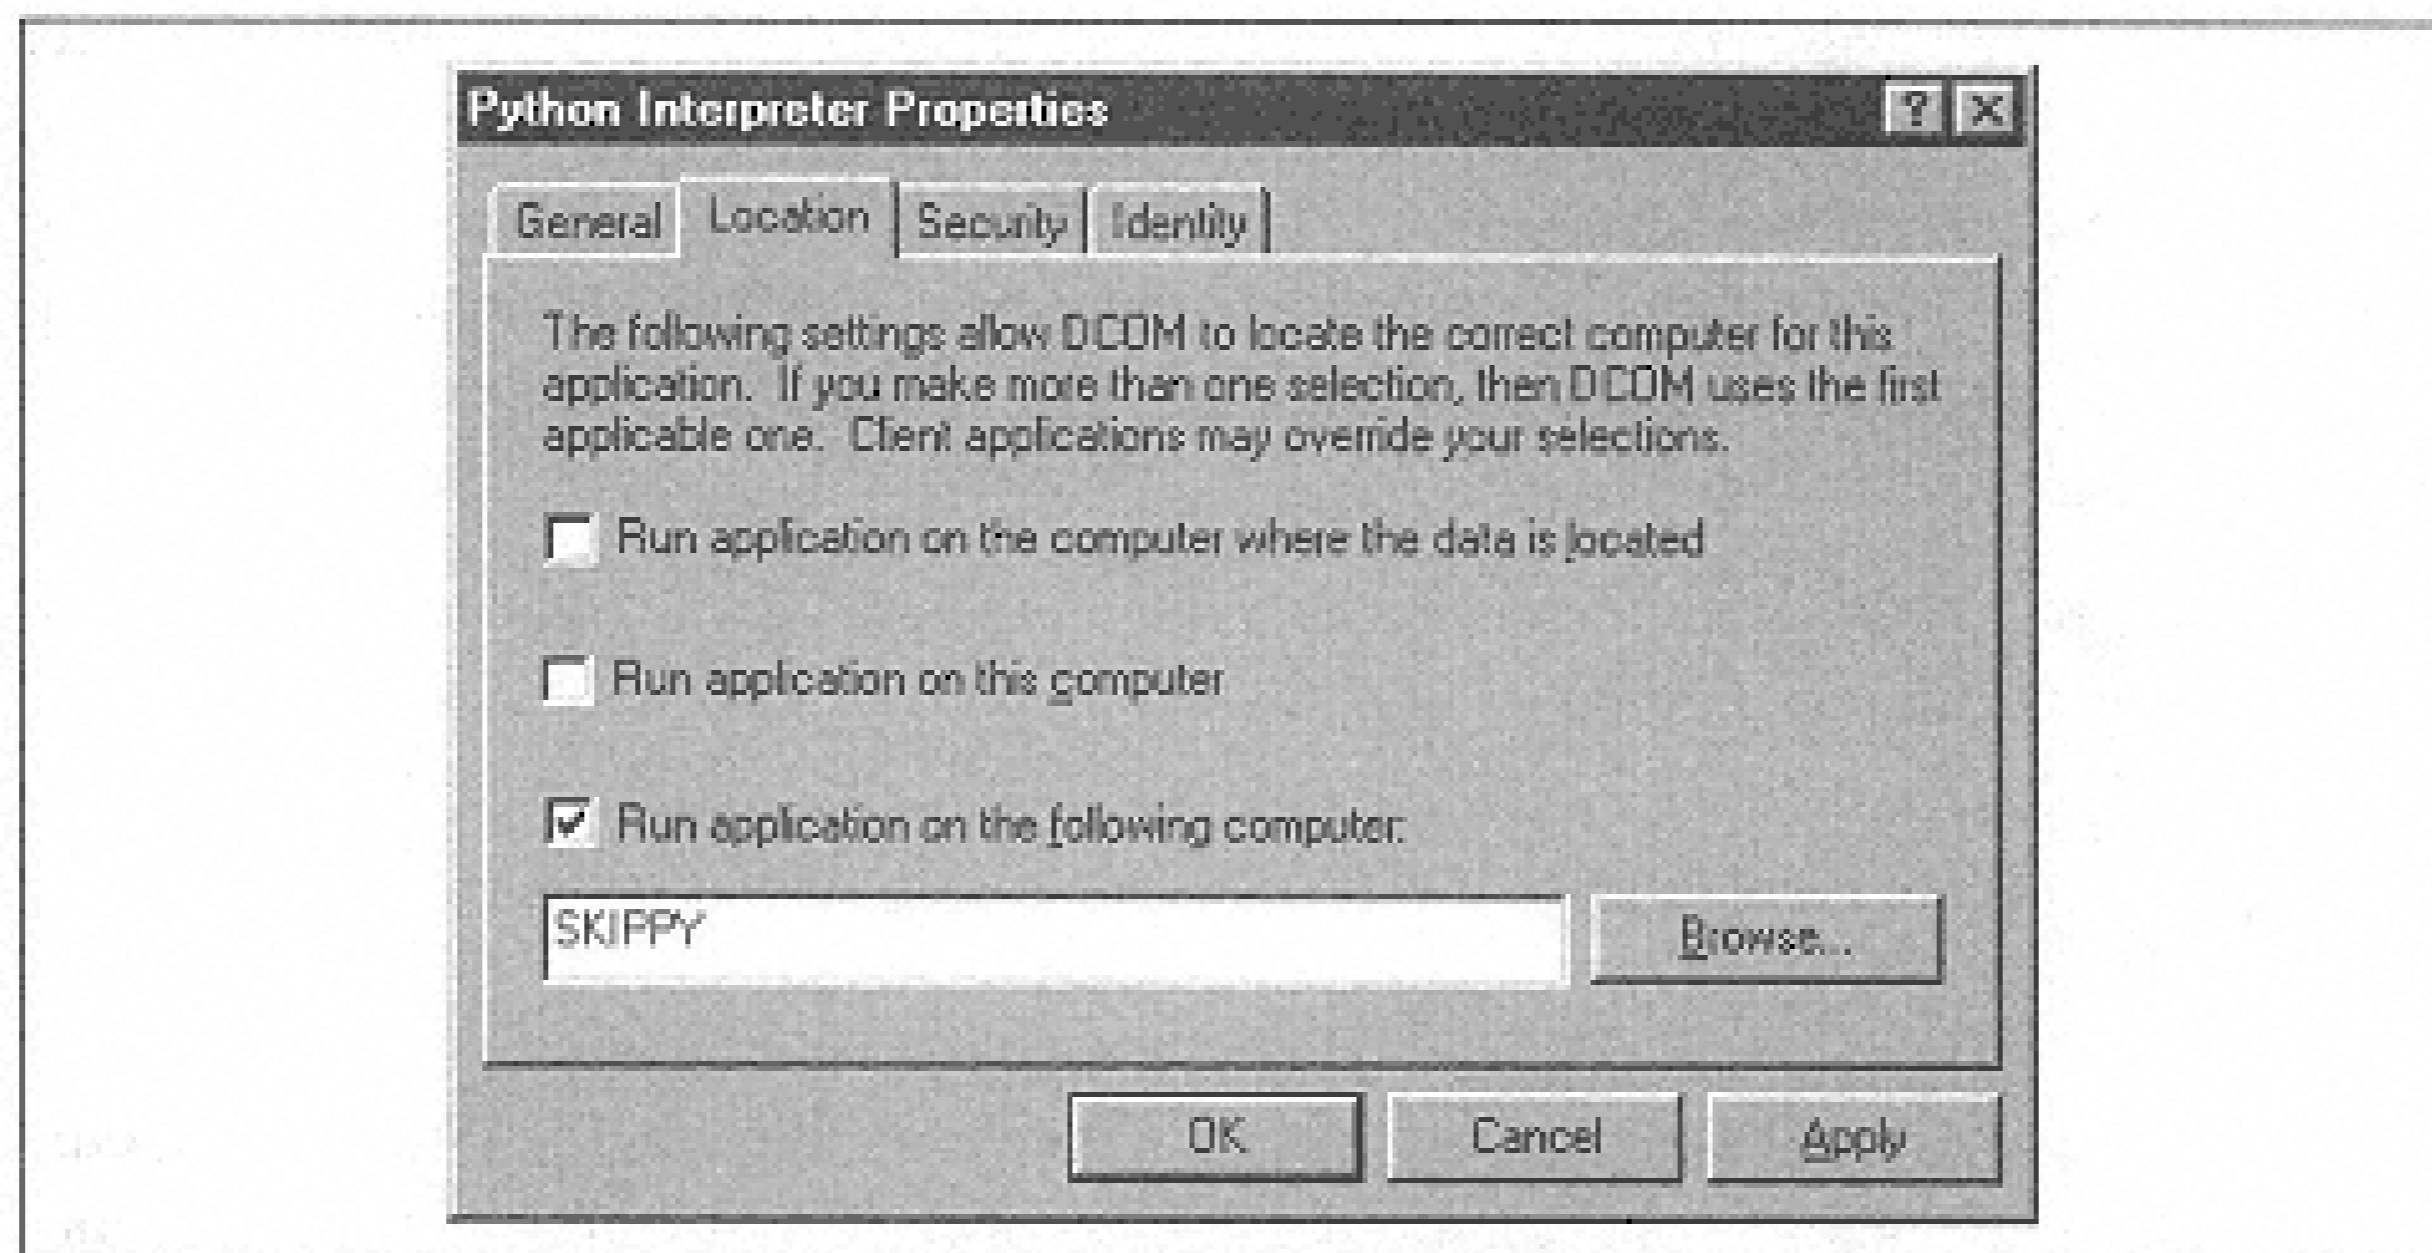 Python Interpreter Properties
? X
General Location Security Identity
The following settings allow DCOM to locate the correct computer for this
application. If you make more than one selection, then DCOM uses the first
applicable one. Client applications may override your selections.
Run application on the computer where the data is located
Run application on this computer
Run application on the following computer:
SKIPPY
Browse...
OK Cancel Apply